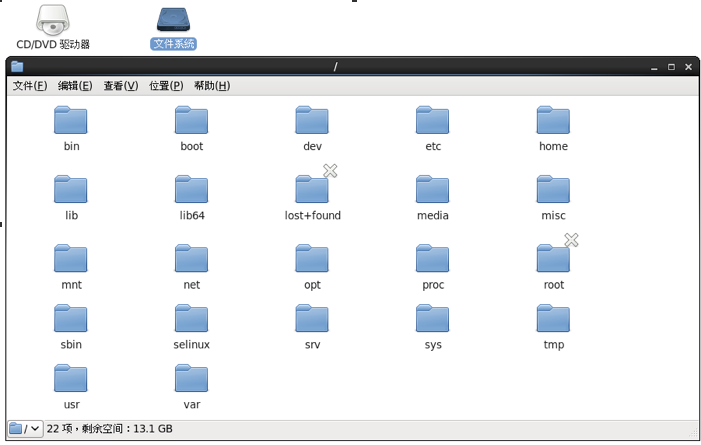 CD/DVD 驱动器 文件系统
/
文件(F) 编辑(E) 查看(V) 位置(P) 帮助(H)
bin boot dev etc home
lib lib64 lost+found media misc
mnt net opt proc root
sbin selinux srv sys tmp
usr var
/ 22 项，剩余空间：13.1 GB